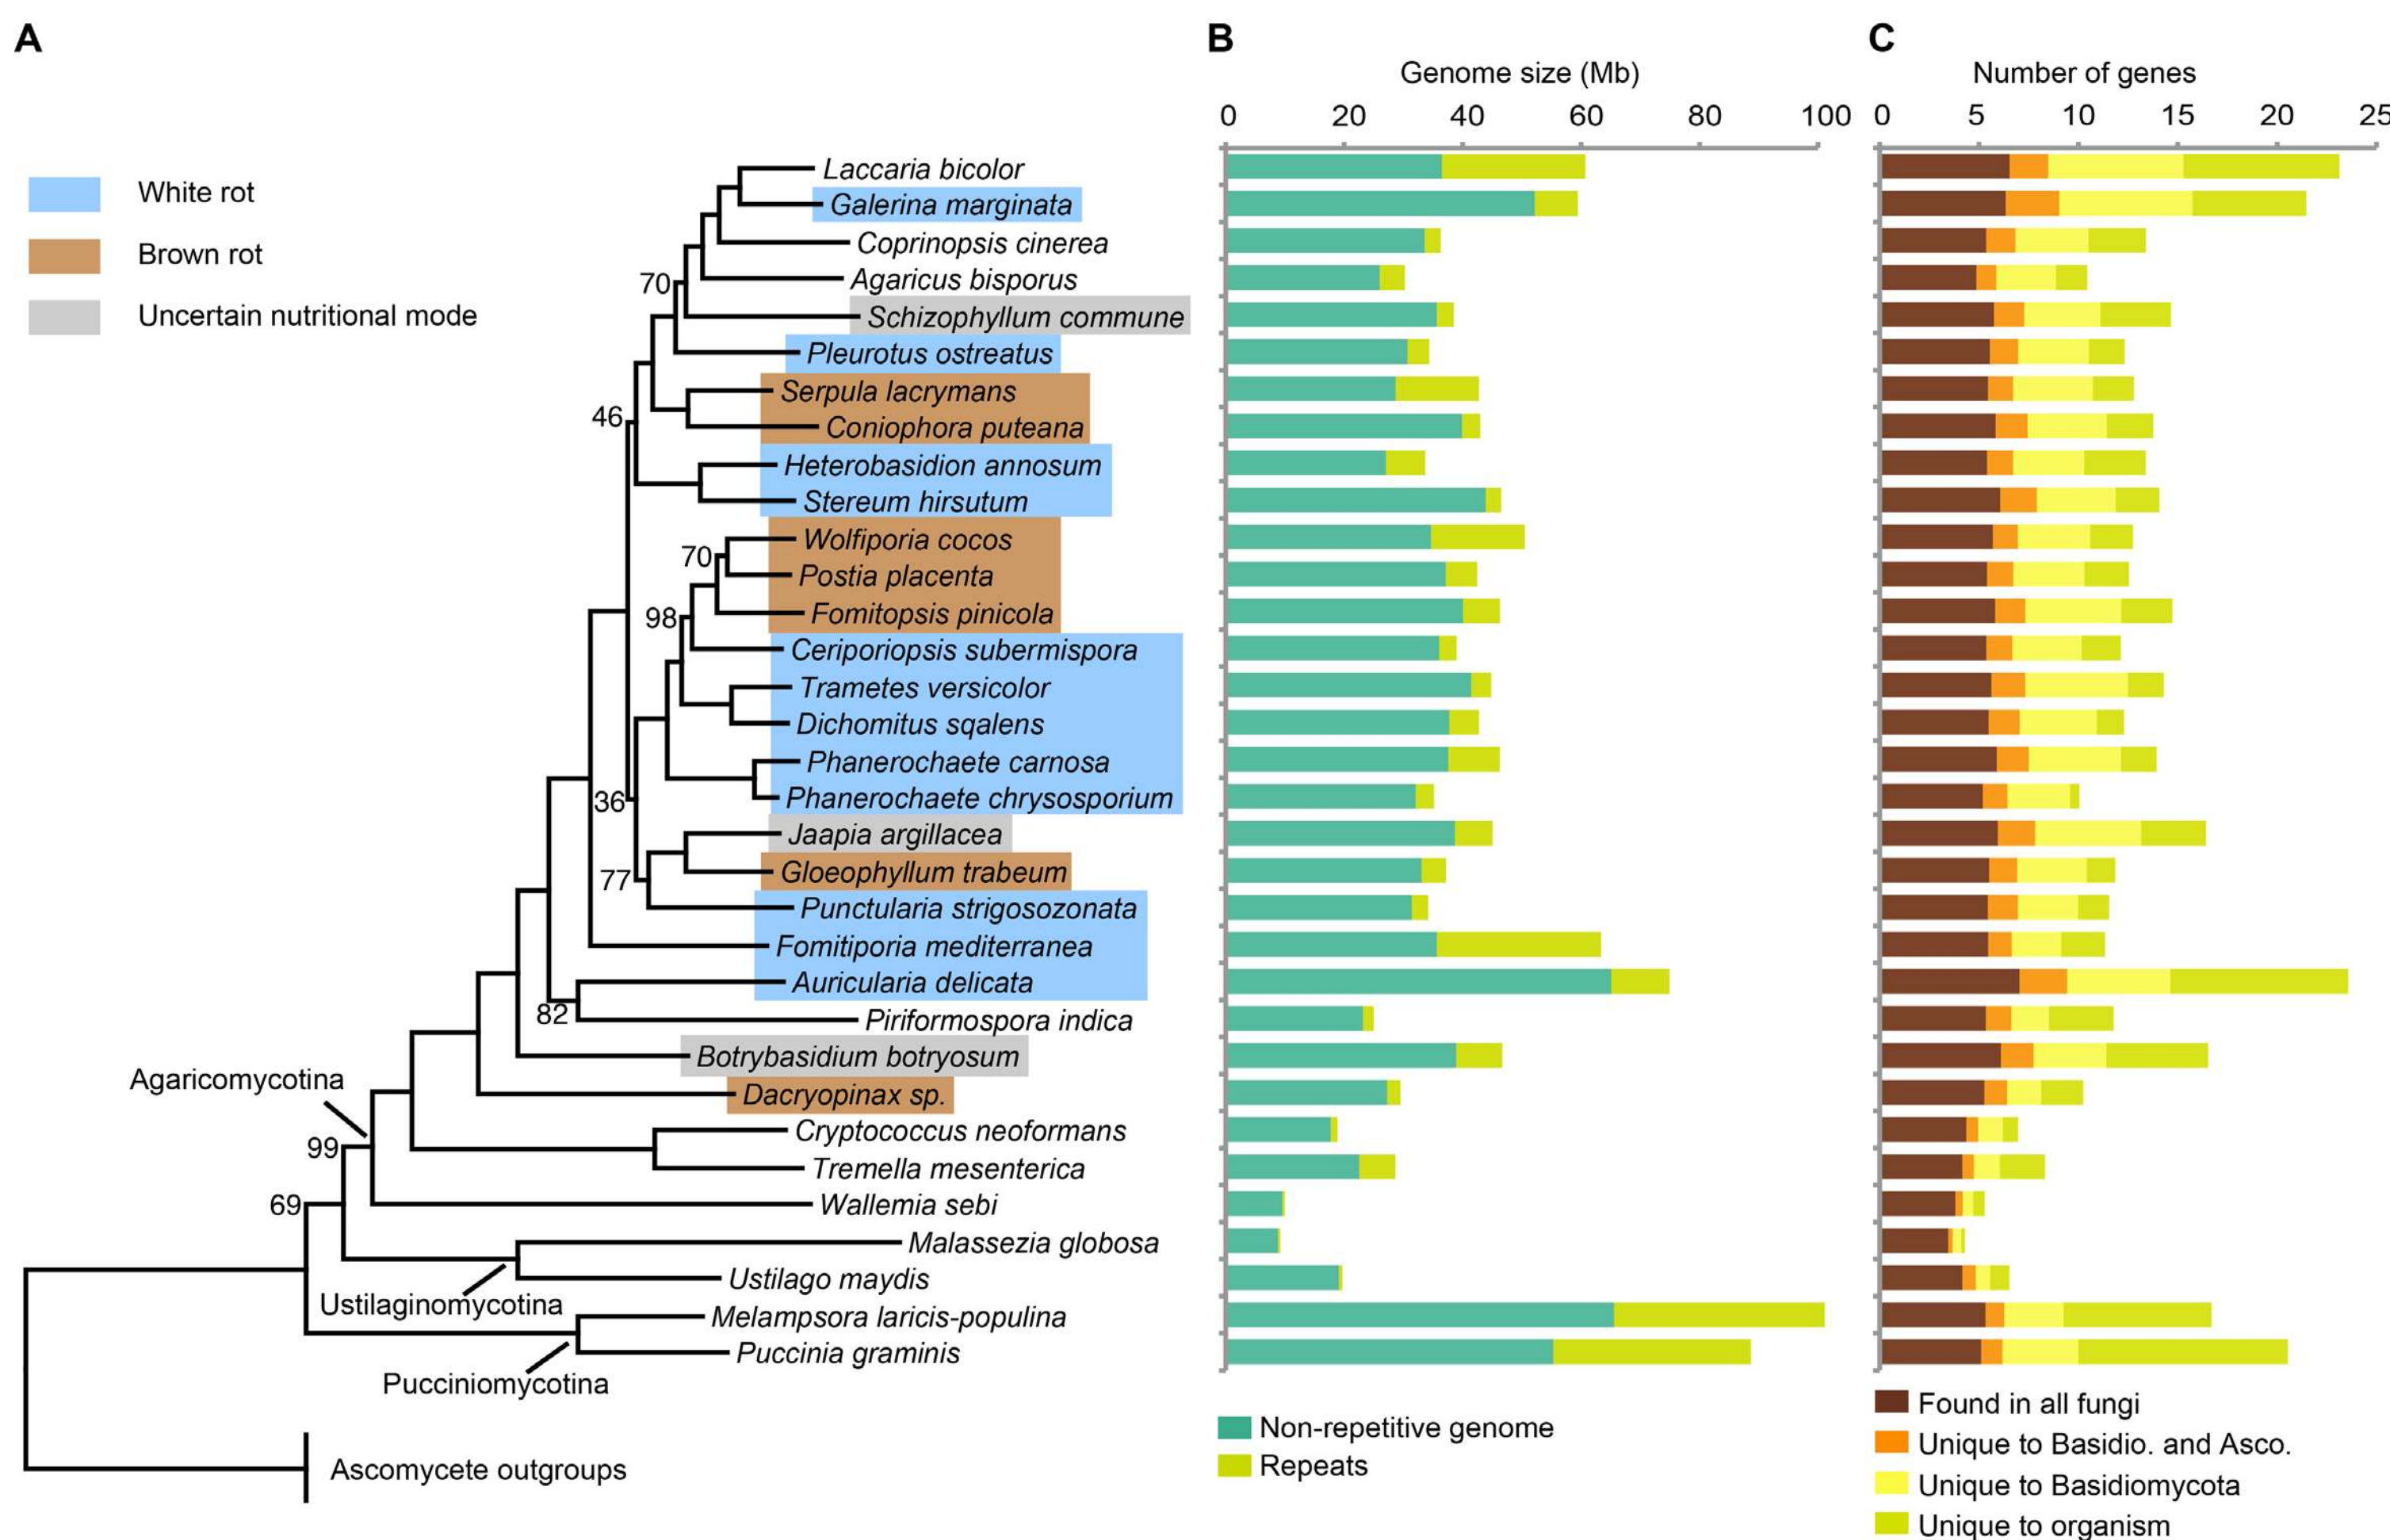 A
B
C
Genome size (Mb)
Number of genes
0 20 40 60 80 100
0 5 10 15 20 25
White rot
Brown rot
Uncertain nutritional mode
Laccaria bicolor
Galerina marginata
Coprinopsis cinerea
Agaricus bisporus
70
Schizophyllum commune
Pleurotus ostreatus
Serpula lacrymans
46
Coniophora puteana
Heterobasidion annosum
Stereum hirsutum
Wolfiporia cocos
70
Postia placenta
Fomitopsis pinicola
98
Ceriporiopsis subermispora
Trametes versicolor
Dichomitus sqalens
Phanerochaete carnosa
Phanerochaete chrysosporium
36
Jaapia argillacea
Gloeophyllum trabeum
77
Punctularia strigosozonata
Fomitiporia mediterranea
Auricularia delicata
82
Piriformospora indica
Botrybasidium botryosum
Agaricomycotina
Dacryopinax sp.
Cryptococcus neoformans
99
Tremella mesenterica
69
Wallemia sebi
Malassezia globosa
Ustilago maydis
Ustilaginomycotina
Melampsora laricis-populina
Puccinia graminis
Pucciniomycotina
Ascomycete outgroups
Non-repetitive genome
Repeats
Found in all fungi
Unique to Basidio. and Asco.
Unique to Basidiomycota
Unique to organism